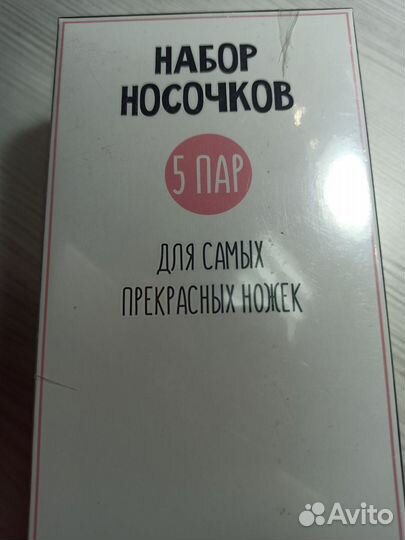 НАБОР
НОСОЧКОВ
5 ПАР
ДЛЯ САМЫХ
ПРЕКРАСНЫХ НОЖЕК
Avito